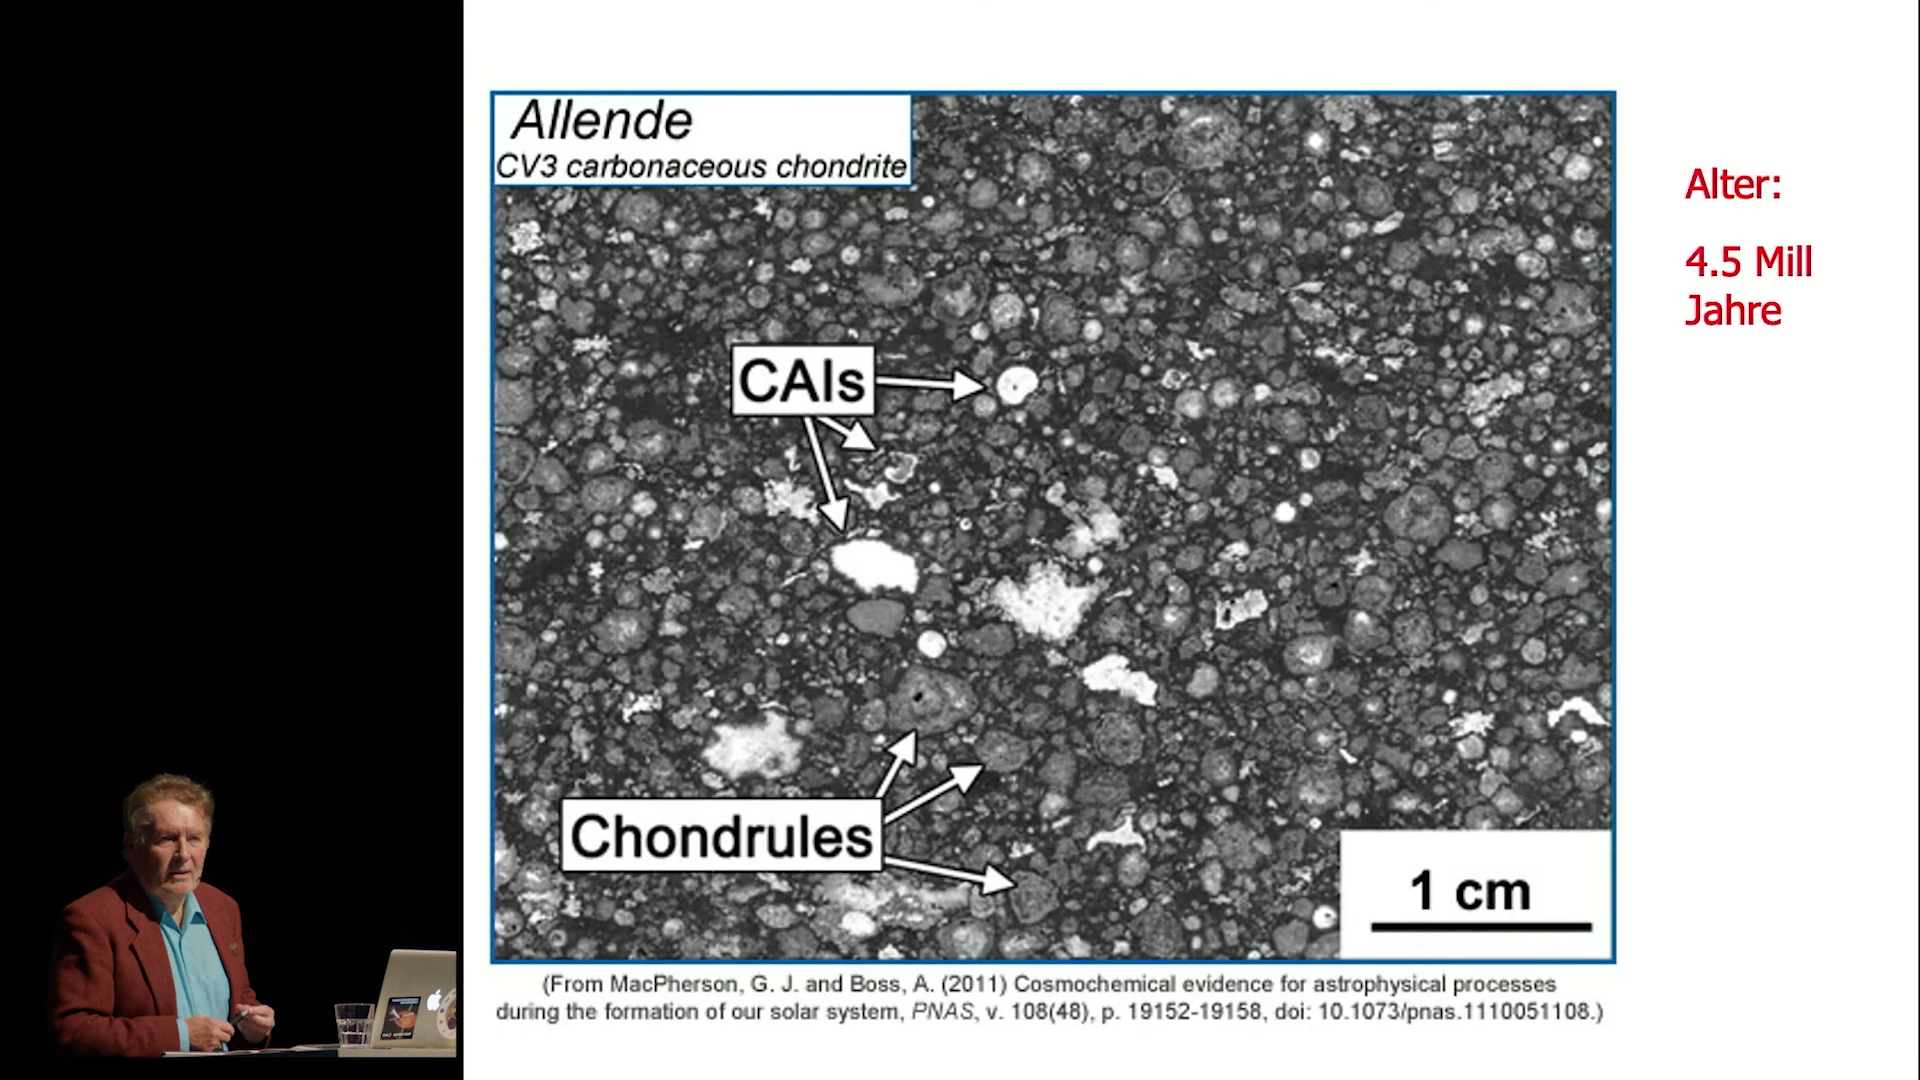 Allende
CV3 carbonaceous chondrite
Alter:
4.5 Mill
Jahre
CAIs
Chondrules
1 cm
(From MacPherson, G. J. and Boss, A. (2011) Cosmochemical evidence for astrophysical processes
during the formation of our solar system, PNAS, v. 108(48), p. 19152-19158, doi: 10.1073/pnas.1110051108.)